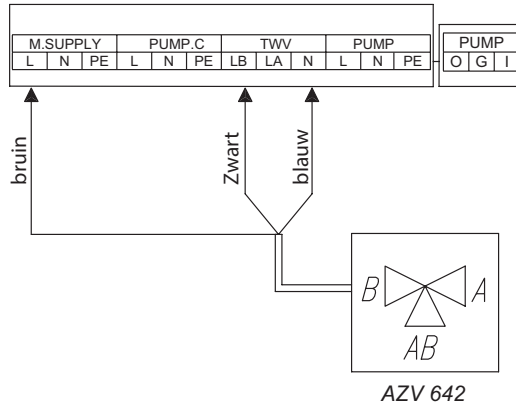 M.SUPPLY PUMP.C TWV PUMP PUMP
L N PE L N PE LB LA N L N PE O G I
bruin
Zwart
blauw
B A
AB
AZV 642